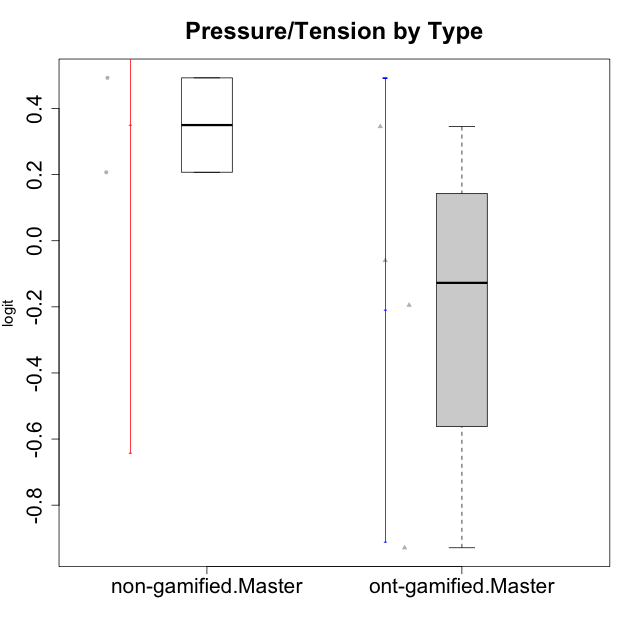 Pressure/Tension by Type
0.4
0.2
0.0
-0.2
-0.4
-0.6
-0.8
logit
non-gamified.Master
ont-gamified.Master